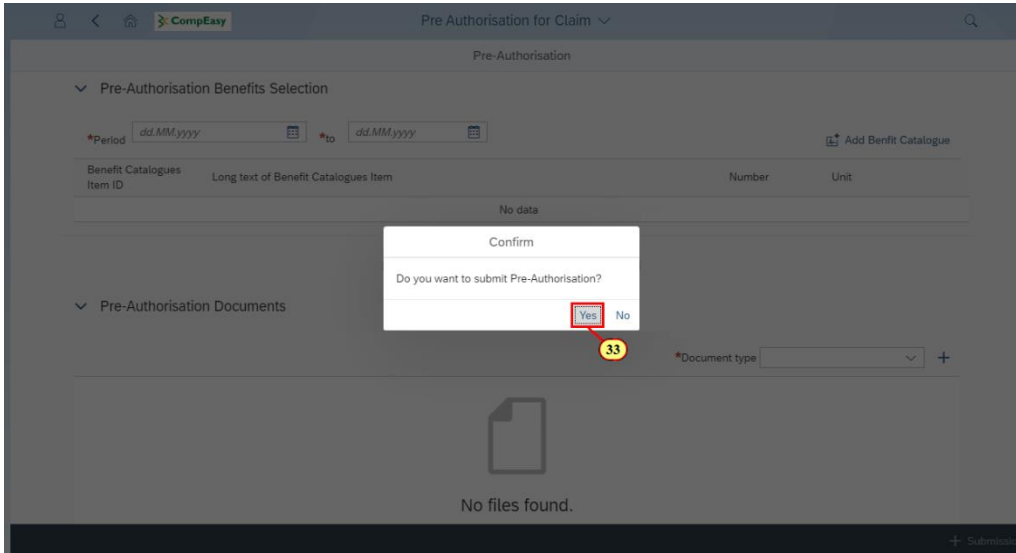 CompEasy
Pre Authorisation for Claim
Pre-Authorisation
Pre-Authorisation Benefits Selection
*Period dd.MM.yyyy *to dd.MM.yyyy Add Benfit Catalogue
Benefit Catalogues Item ID Long text of Benefit Catalogues Item Number Unit
No data
Confirm
Do you want to submit Pre-Authorisation?
Yes No
33
Pre-Authorisation Documents
*Document type
No files found.